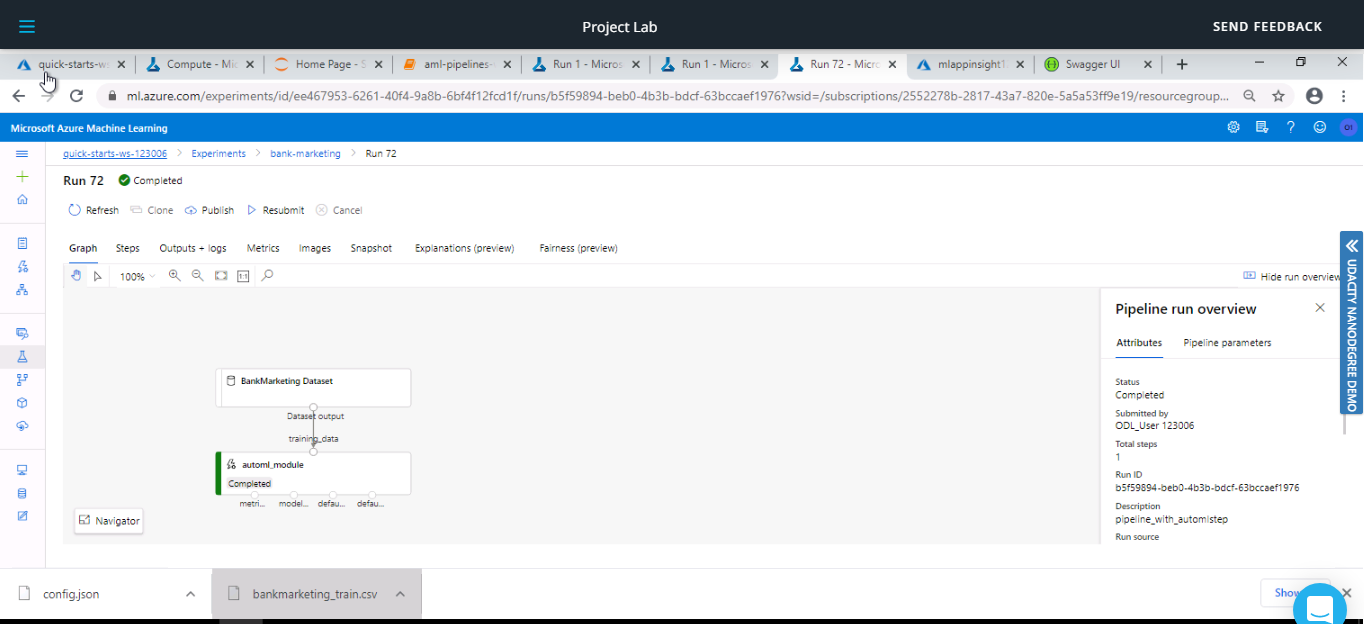 Project Lab
SEND FEEDBACK
quick-starts-ws
Compute - Mic
Home Page - S
aml-pipelines-
Run 1 - Micros
Run 1 - Micros
Run 72 - Micro
mlappinsight1
Swagger UI
ml.azure.com/experiments/id/ee467953-6261-40f4-9a8b-6bf4f12fcd1f/runs/b5f59894-beb0-4b3b-bdcf-63bccaef1976?wsid=/subscriptions/2552278b-2817-43a7-820e-5a5a53ff9e19/resourcegroup...
Microsoft Azure Machine Learning
quick-starts-ws-123006 > Experiments > bank-marketing > Run 72
Run 72 Completed
Refresh Clone Publish Resubmit Cancel
Graph Steps Outputs + logs Metrics Images Snapshot Explanations (preview) Fairness (preview)
100%
1:1
Hide run overview
BankMarketing Dataset
Dataset output
training_data
automl_module
Completed
metri... model... defau... defau...
Navigator
Pipeline run overview
Attributes Pipeline parameters
Status
Completed
Submitted by
ODL_User 123006
Total steps
1
Run ID
b5f59894-beb0-4b3b-bdcf-63bccaef1976
Description
pipeline_with_automlstep
Run source
UDACITY NANODEGREE DEMO
config.json
bankmarketing_train.csv
Show